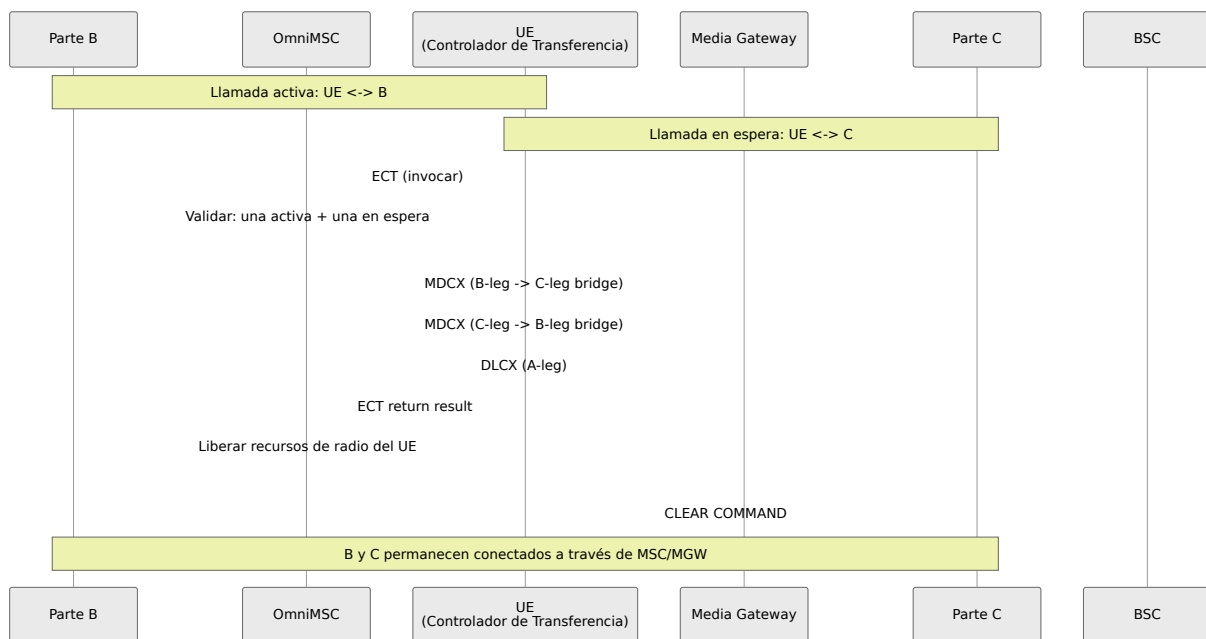 Parte B
OmniMSC
UE
(Controlador de Transferencia)
Media Gateway
Parte C
BSC
Llamada activa: UE <-> B
Llamada en espera: UE <-> C
ECT (invocar)
Validar: una activa + una en espera
MDCX (B-leg -> C-leg bridge)
MDCX (C-leg -> B-leg bridge)
DLCX (A-leg)
ECT return result
Liberar recursos de radio del UE
CLEAR COMMAND
B y C permanecen conectados a través de MSC/MGW
Parte B
OmniMSC
UE
(Controlador de Transferencia)
Media Gateway
Parte C
BSC